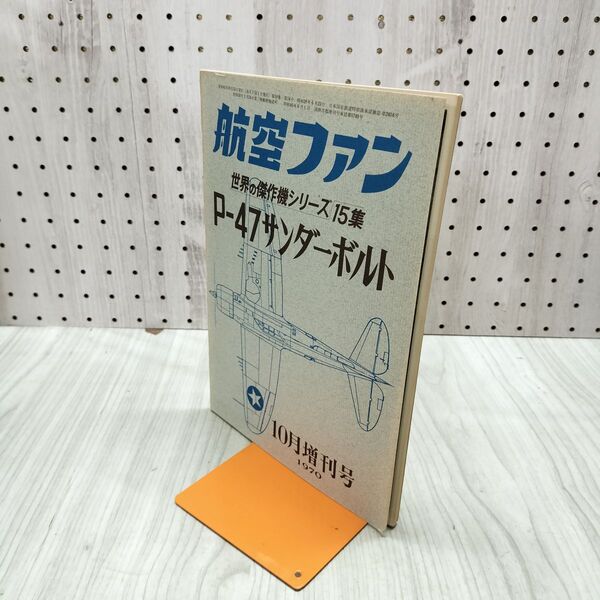 航空ファン
世界の傑作機シリーズ15集
P-47サンダーボルト
10月増刊号
1970